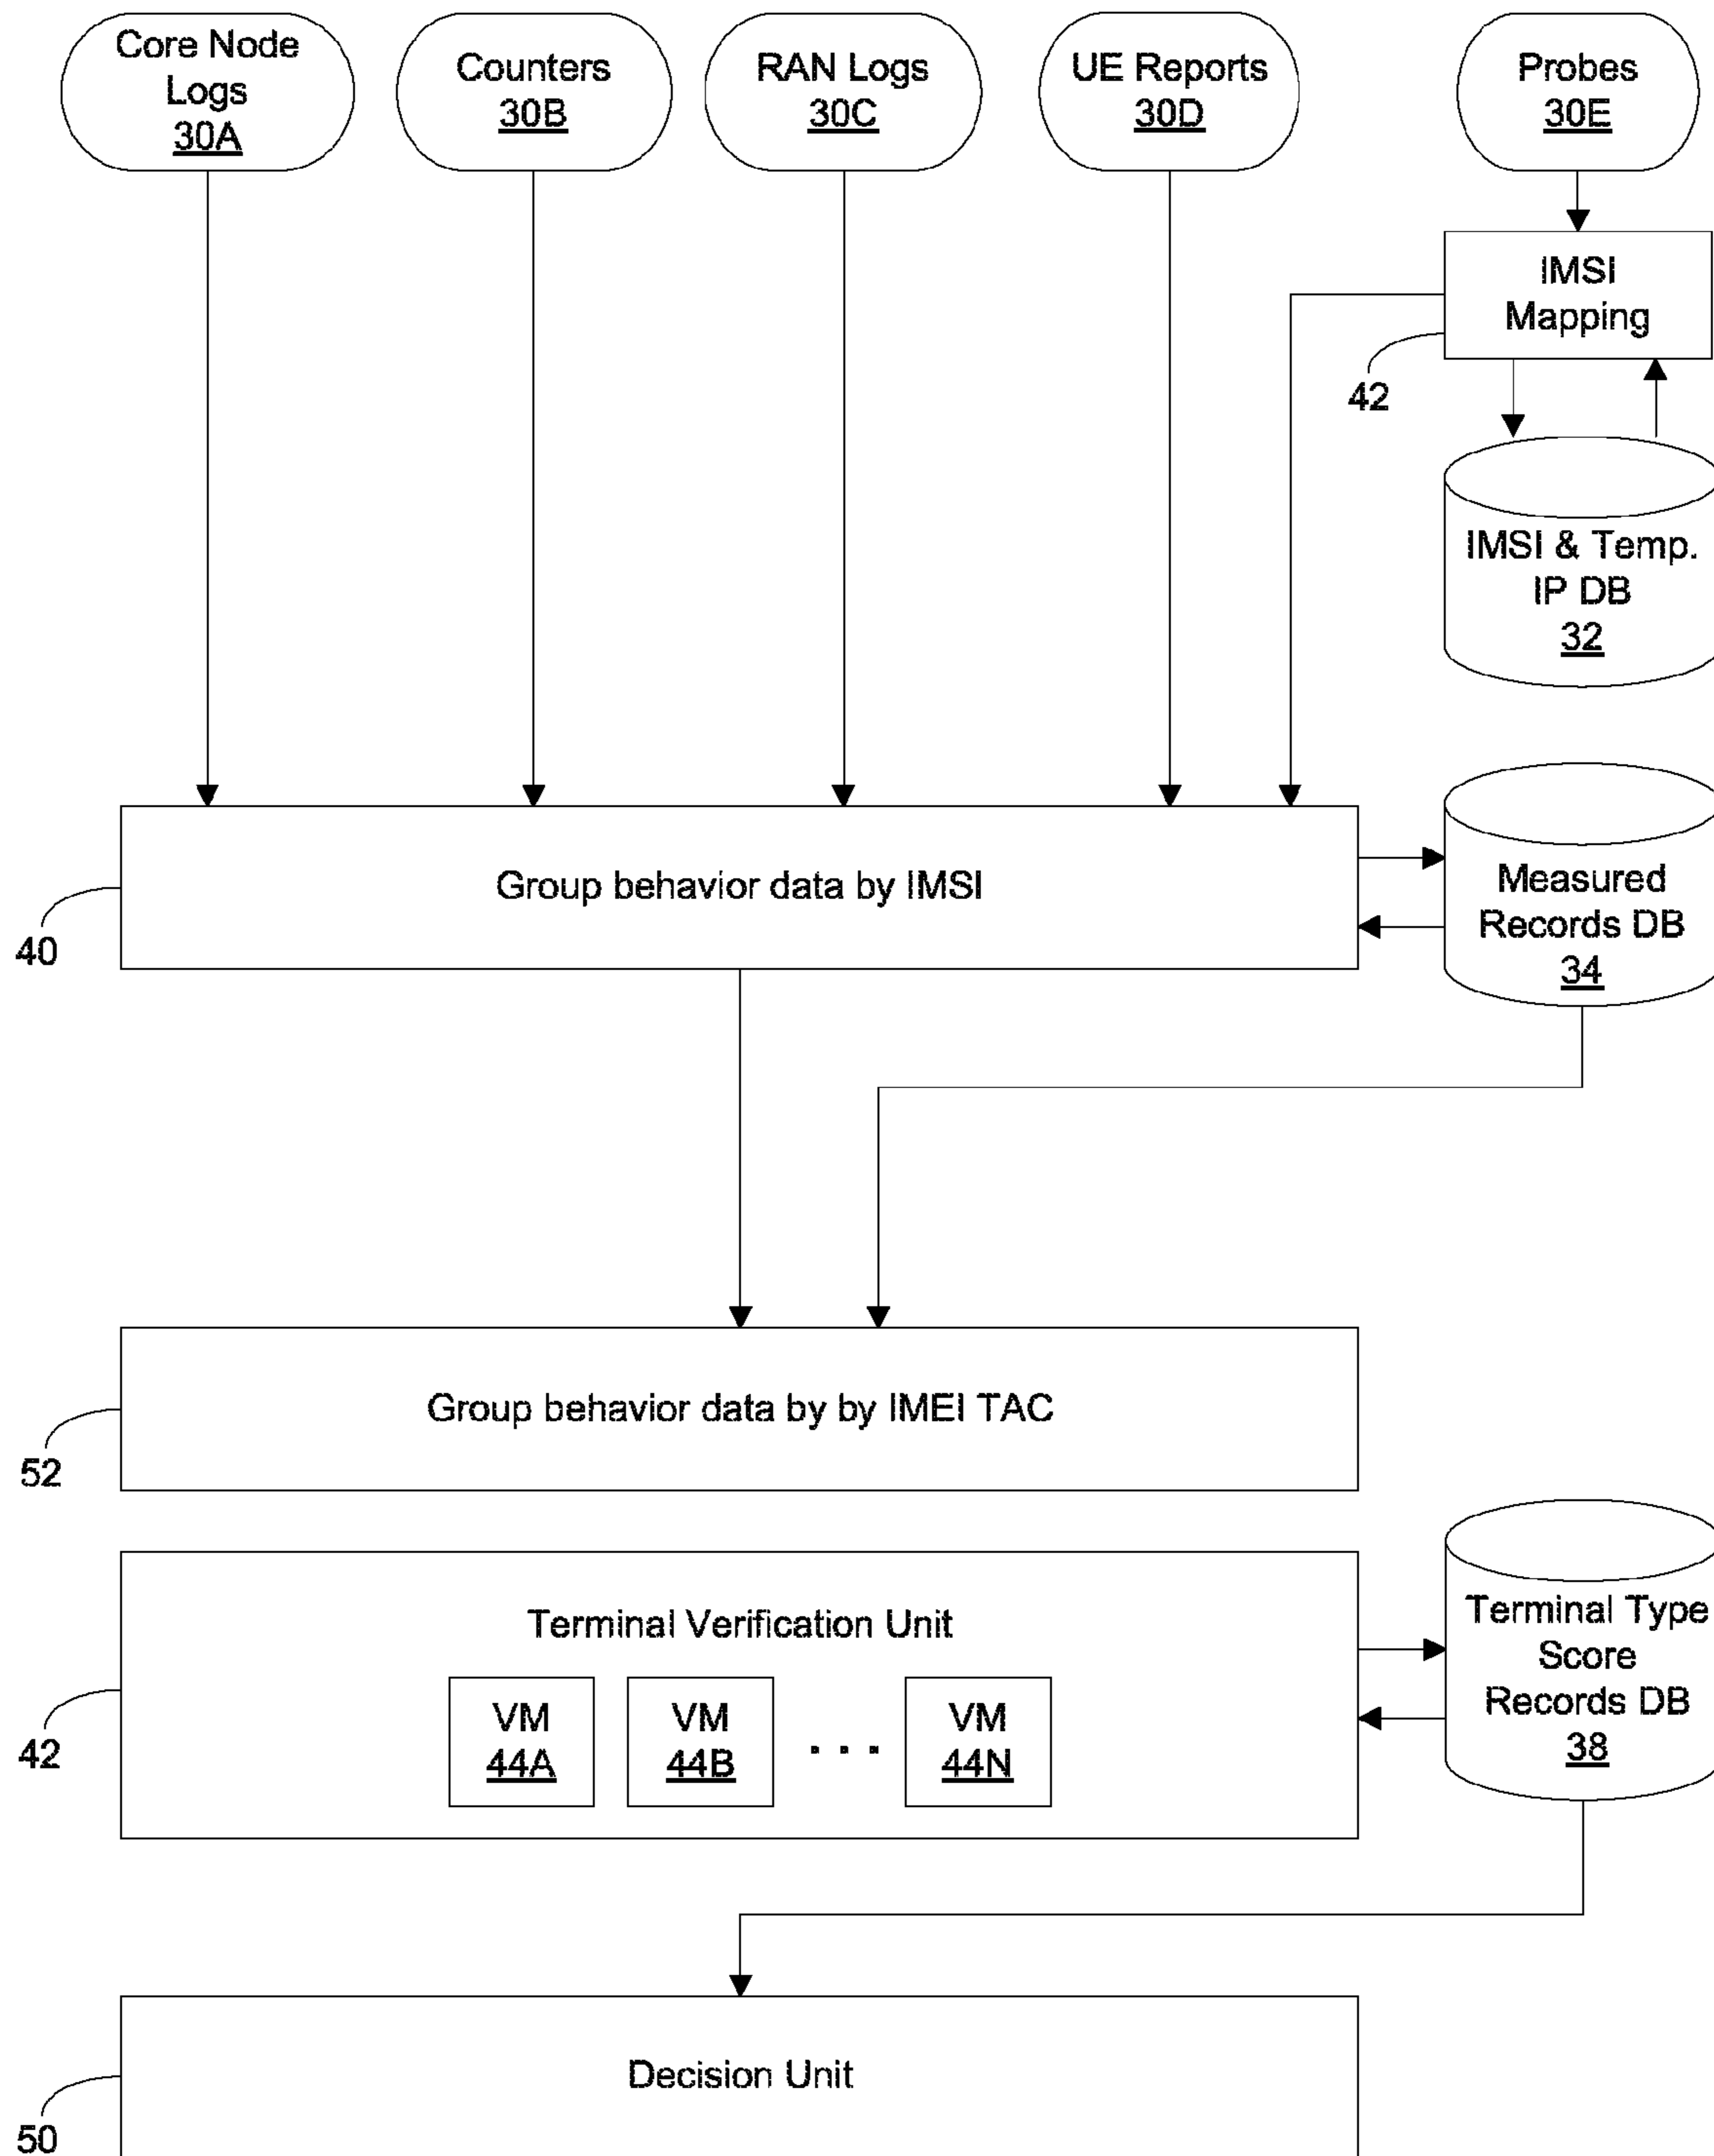 Core Node
Logs
30A
Counters
30B
RAN Logs
30C
UE Reports
30D
Probes
30E
IMSI
Mapping
42
IMSI & Temp.
IP DB
32
Group behavior data by IMSI
40
Measured
Records DB
34
Group behavior data by by IMEI TAC
52
Terminal Verification Unit
VM
44A
VM
44B
. . .
VM
44N
42
Terminal Type
Score
Records DB
38
Decision Unit
50